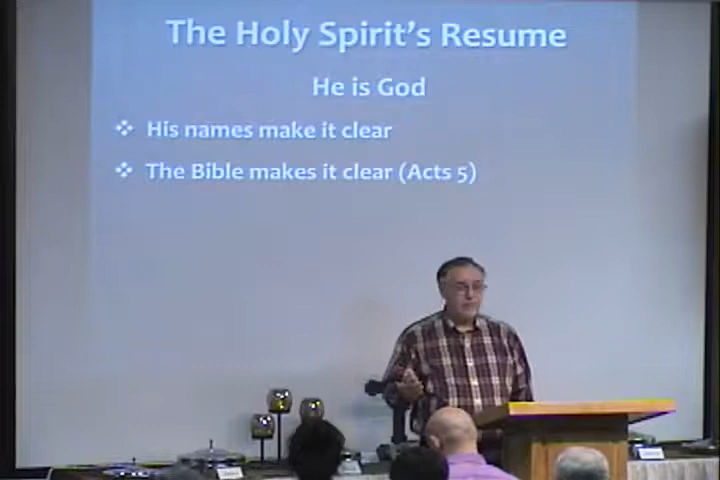 The Holy Spirit's Resume
He is God
❖ His names make it clear
❖ The Bible makes it clear (Acts 5)